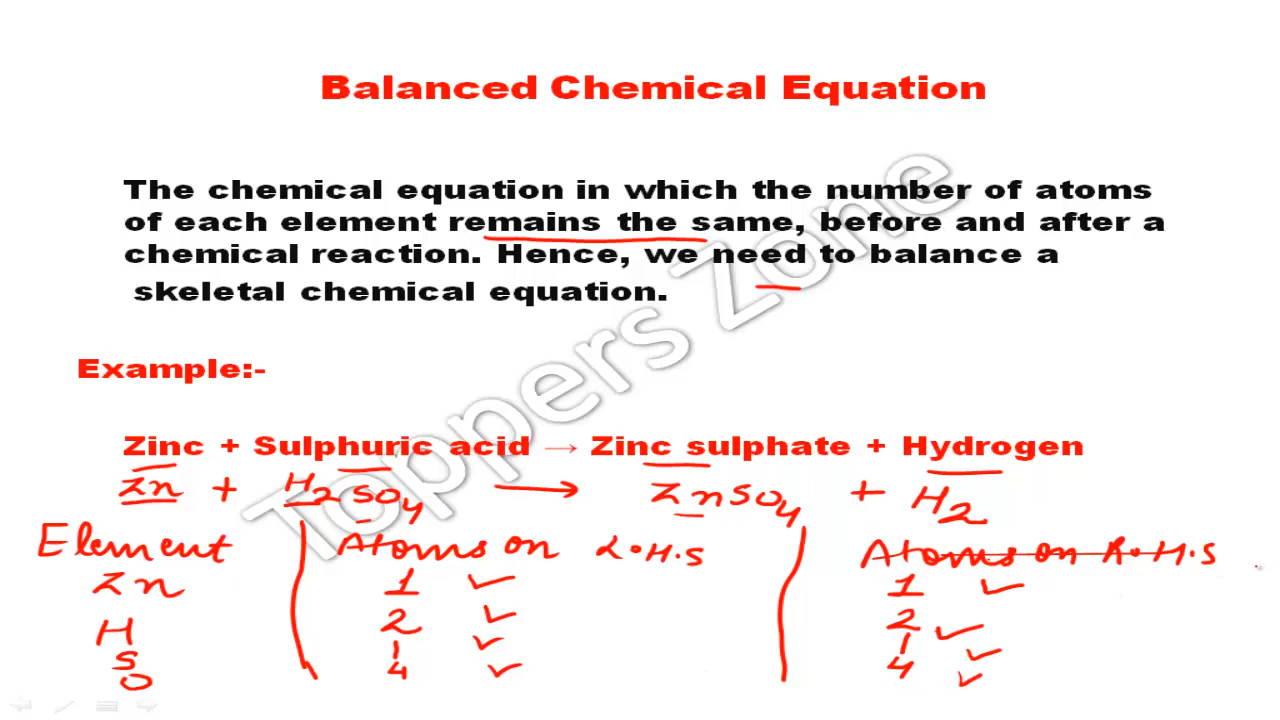 Balanced Chemical Equation
The chemical equation in which the number of atoms
of each element remains the same, before and after a
chemical reaction. Hence, we need to balance a
skeletal chemical equation.
Toppers Zone
Example:-
Zinc + Sulphuric acid → Zinc sulphate + Hydrogen
Zn + H2SO4 → ZnSO4 + H2
Element Atoms on L.H.S Atoms on R.H.S
Zn 1 ✓ 1 ✓
H 2 ✓ 2 ✓
S 1 ✓ 1 ✓
O 4 ✓ 4 ✓